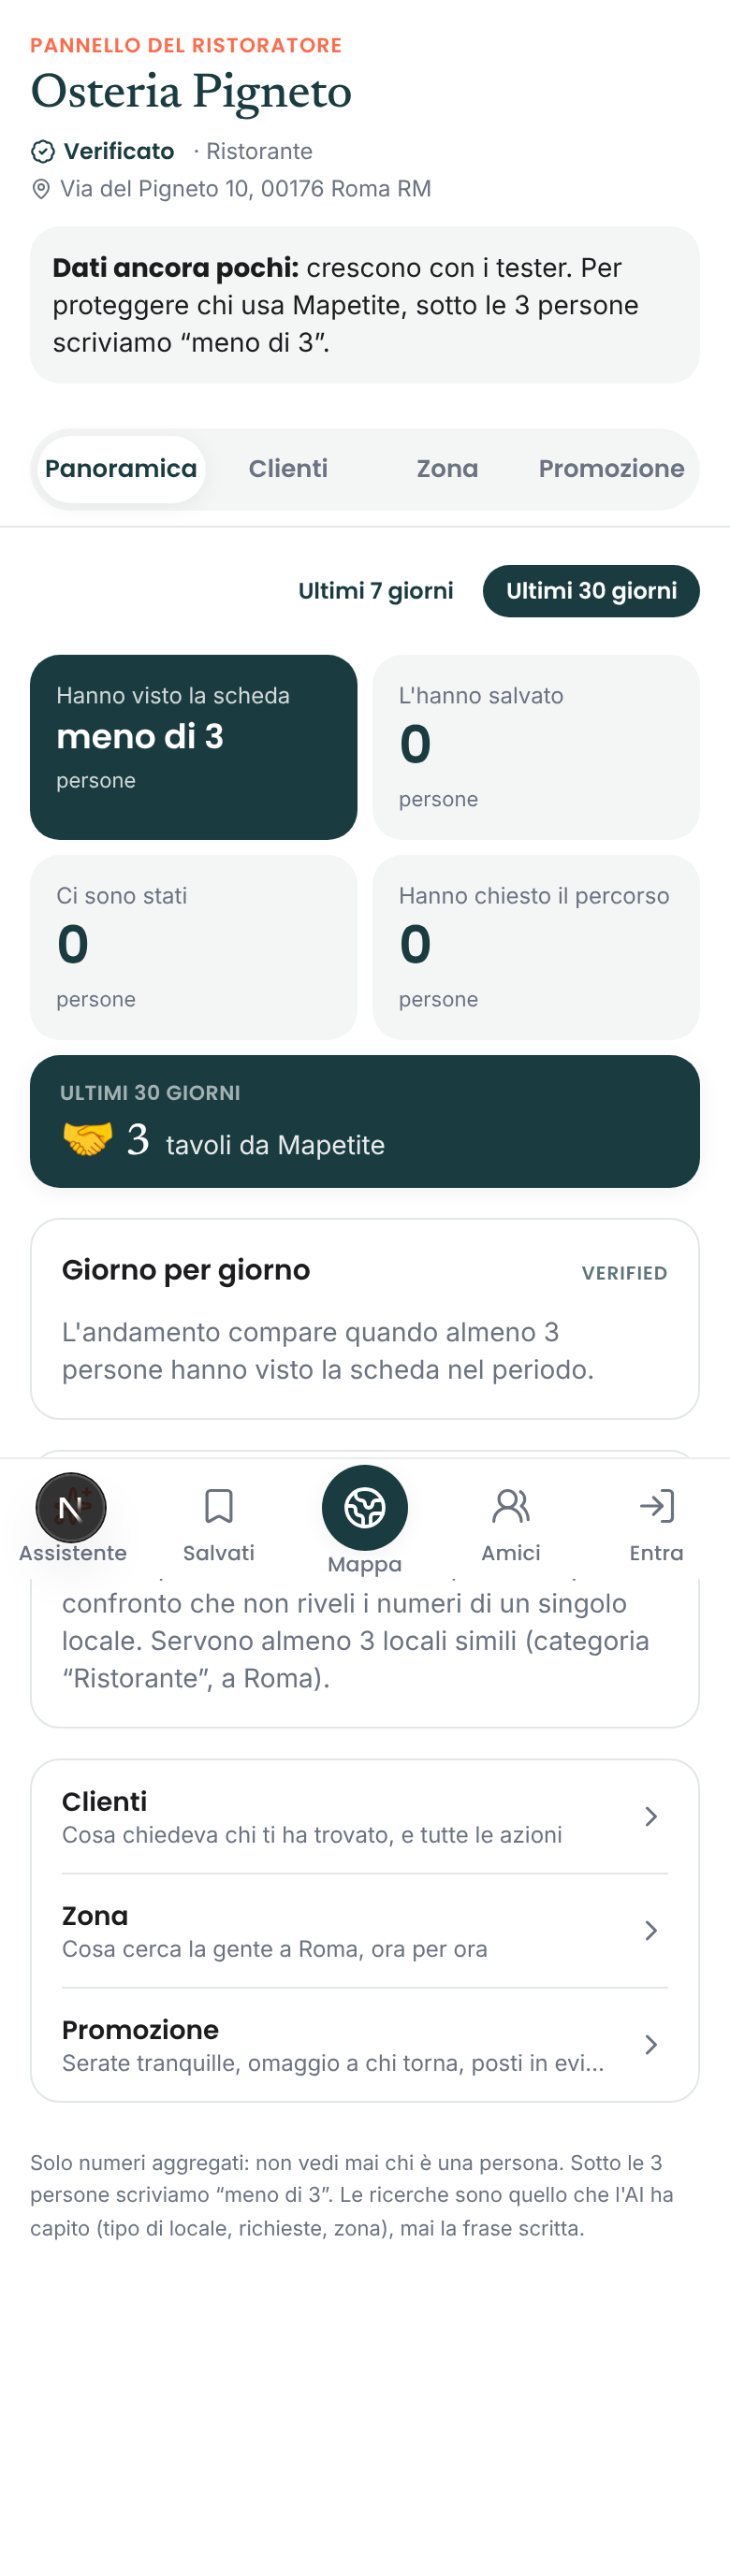 PANNELLO DEL RISTORATORE
Osteria Pigneto
Verificato · Ristorante
Via del Pigneto 10, 00176 Roma RM
Dati ancora pochi: crescono con i tester. Per
proteggere chi usa Mapetite, sotto le 3 persone
scriviamo “meno di 3”.
Panoramica Clienti Zona Promozione
Ultimi 7 giorni Ultimi 30 giorni
Hanno visto la scheda
meno di 3
persone
L'hanno salvato
0
persone
Ci sono stati
0
persone
Hanno chiesto il percorso
0
persone
ULTIMI 30 GIORNI
🤝 3 tavoli da Mapetite
Giorno per giorno VERIFIED
L'andamento compare quando almeno 3
persone hanno visto la scheda nel periodo.
N
Assistente Salvati Mappa Amici Entra
confronto che non riveli i numeri di un singolo
locale. Servono almeno 3 locali simili (categoria
“Ristorante”, a Roma).
Clienti
Cosa chiedeva chi ti ha trovato, e tutte le azioni
Zona
Cosa cerca la gente a Roma, ora per ora
Promozione
Serate tranquille, omaggio a chi torna, posti in evi...
Solo numeri aggregati: non vedi mai chi è una persona. Sotto le 3
persone scriviamo “meno di 3”. Le ricerche sono quello che l'AI ha
capito (tipo di locale, richieste, zona), mai la frase scritta.